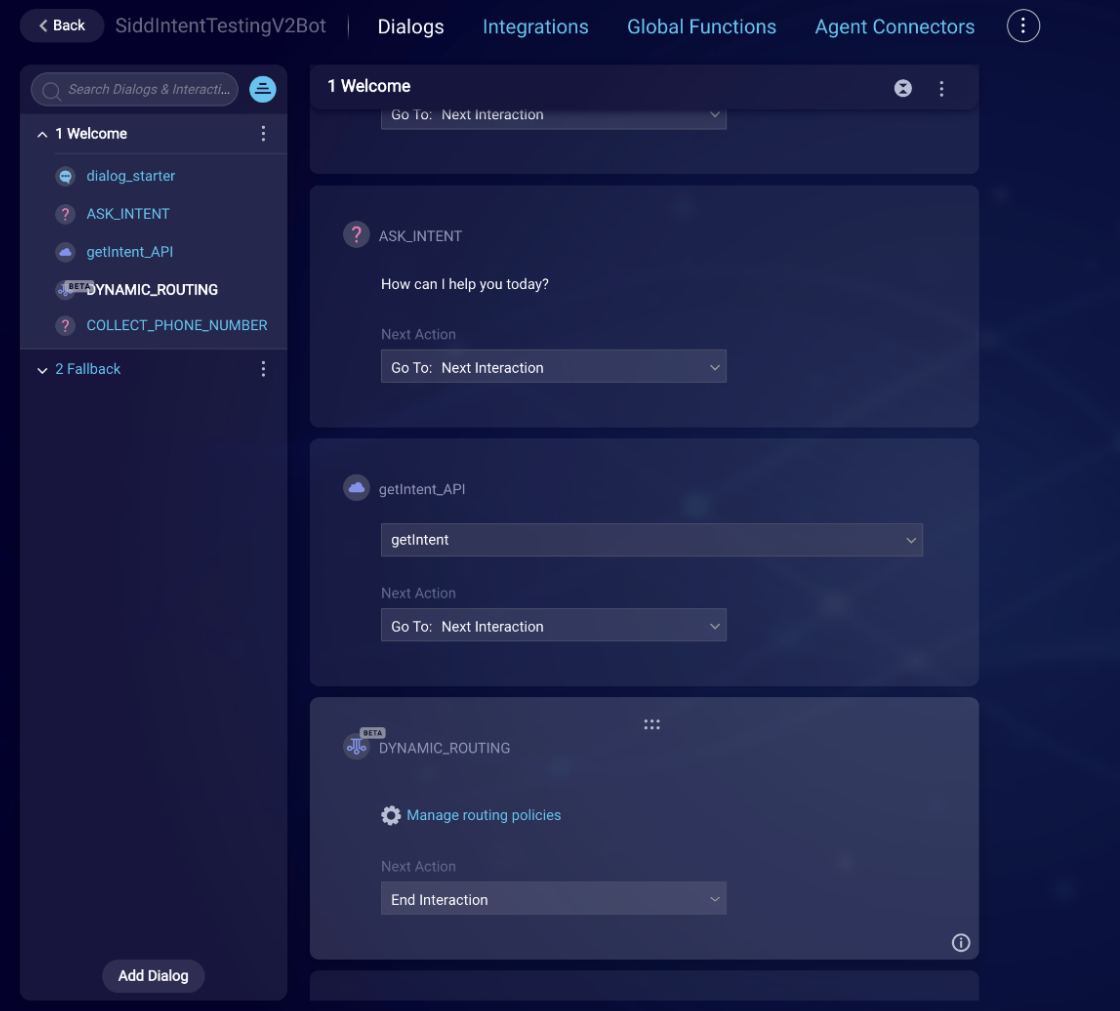 Back
SiddIntentTestingV2Bot
Dialogs
Integrations
Global Functions
Agent Connectors
Search Dialogs & Interacti...
1 Welcome
dialog_starter
? ASK_INTENT
getIntent_API
BETA
DYNAMIC_ROUTING
? COLLECT_PHONE_NUMBER
2 Fallback
Add Dialog
1 Welcome
Go To: Next Interaction
? ASK_INTENT
How can I help you today?
Next Action
Go To: Next Interaction
getIntent_API
getIntent
Next Action
Go To: Next Interaction
BETA
DYNAMIC_ROUTING
Manage routing policies
Next Action
End Interaction